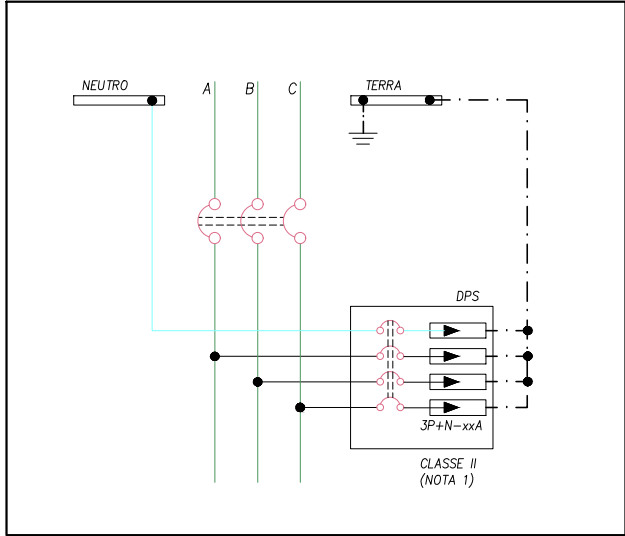 NEUTRO
A
B
C
TERRA
DPS
3P+N-xxA
CLASSE II
(NOTA 1)